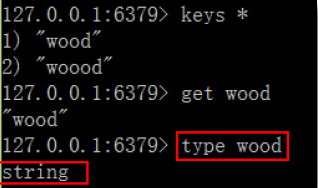 127.0.0.1:6379> keys *
1) "wood"
2) "woood"
127.0.0.1:6379> get wood
"wood"
127.0.0.1:6379> type wood
string